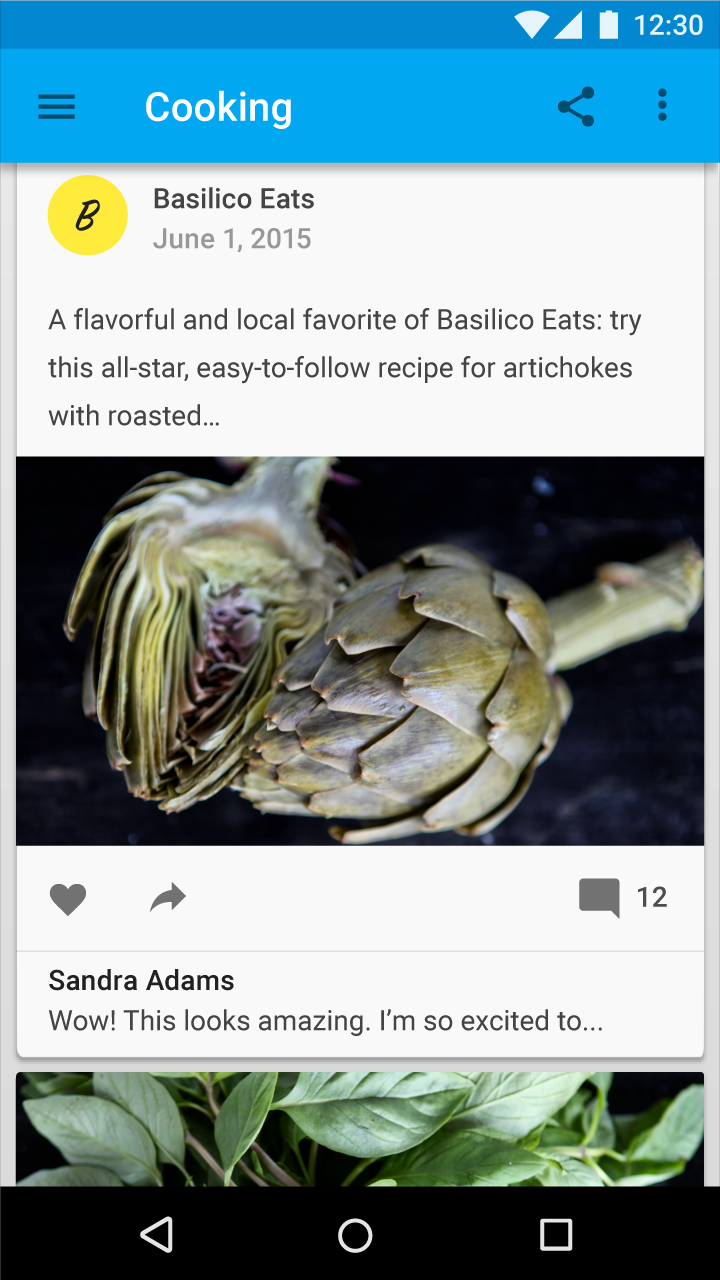 12:30
Cooking
B
Basilico Eats
June 1, 2015
A flavorful and local favorite of Basilico Eats: try
this all-star, easy-to-follow recipe for artichokes
with roasted…
12
Sandra Adams
Wow! This looks amazing. I’m so excited to...